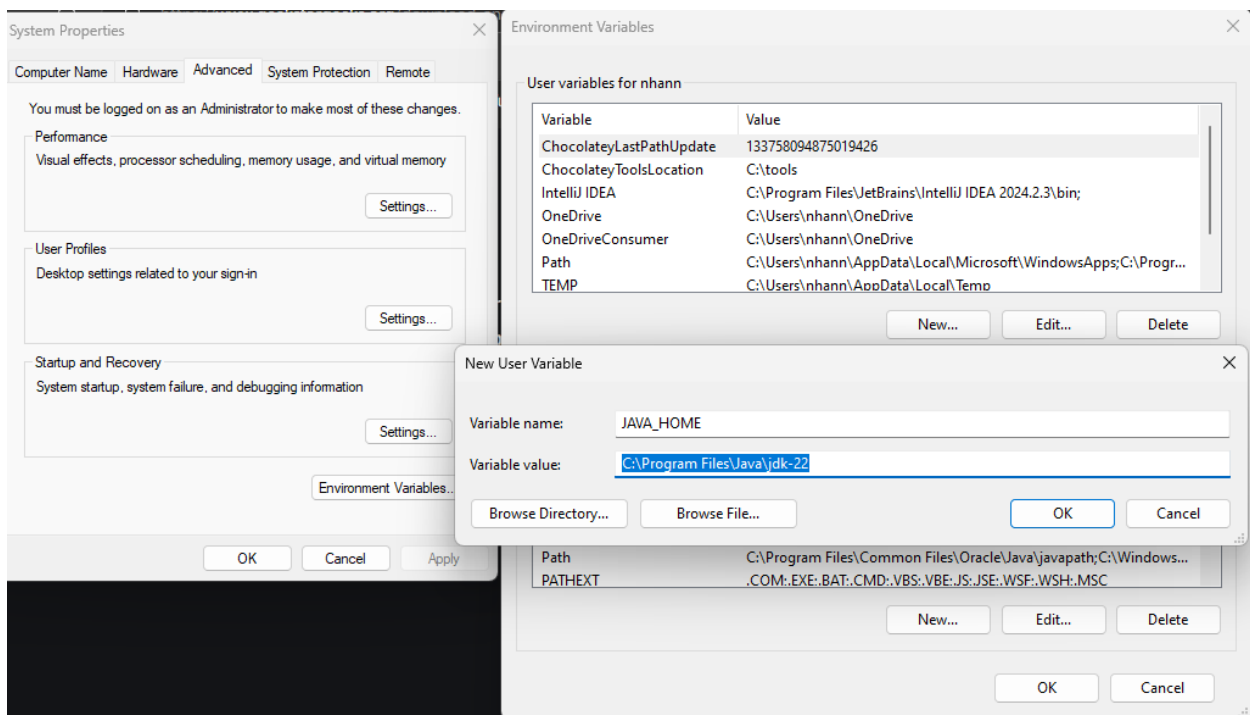 System Properties
Computer Name Hardware Advanced System Protection Remote
You must be logged on as an Administrator to make most of these changes.
Performance
Visual effects, processor scheduling, memory usage, and virtual memory
Settings...
User Profiles
Desktop settings related to your sign-in
Settings...
Startup and Recovery
System startup, system failure, and debugging information
Settings...
Environment Variables..
OK Cancel Apply
Environment Variables
User variables for nhann
Variable Value
ChocolateyLastPathUpdate 133758094875019426
ChocolateyToolsLocation C:\tools
IntelliJ IDEA C:\Program Files\JetBrains\IntelliJ IDEA 2024.2.3\bin;
OneDrive C:\Users\nhann\OneDrive
OneDriveConsumer C:\Users\nhann\OneDrive
Path C:\Users\nhann\AppData\Local\Microsoft\WindowsApps;C:\Progr...
TEMP C:\Users\nhann\AppData\Local\Temp
New... Edit... Delete
New User Variable
Variable name: JAVA_HOME
Variable value: C:\Program Files\Java\jdk-22
Browse Directory... Browse File... OK Cancel
Path C:\Program Files\Common Files\Oracle\Java\javapath;C:\Windows...
PATHEXT .COM;.EXE;.BAT;.CMD;.VBS;.VBE;.JS;.JSE;.WSF;.WSH;.MSC
New... Edit... Delete
OK Cancel